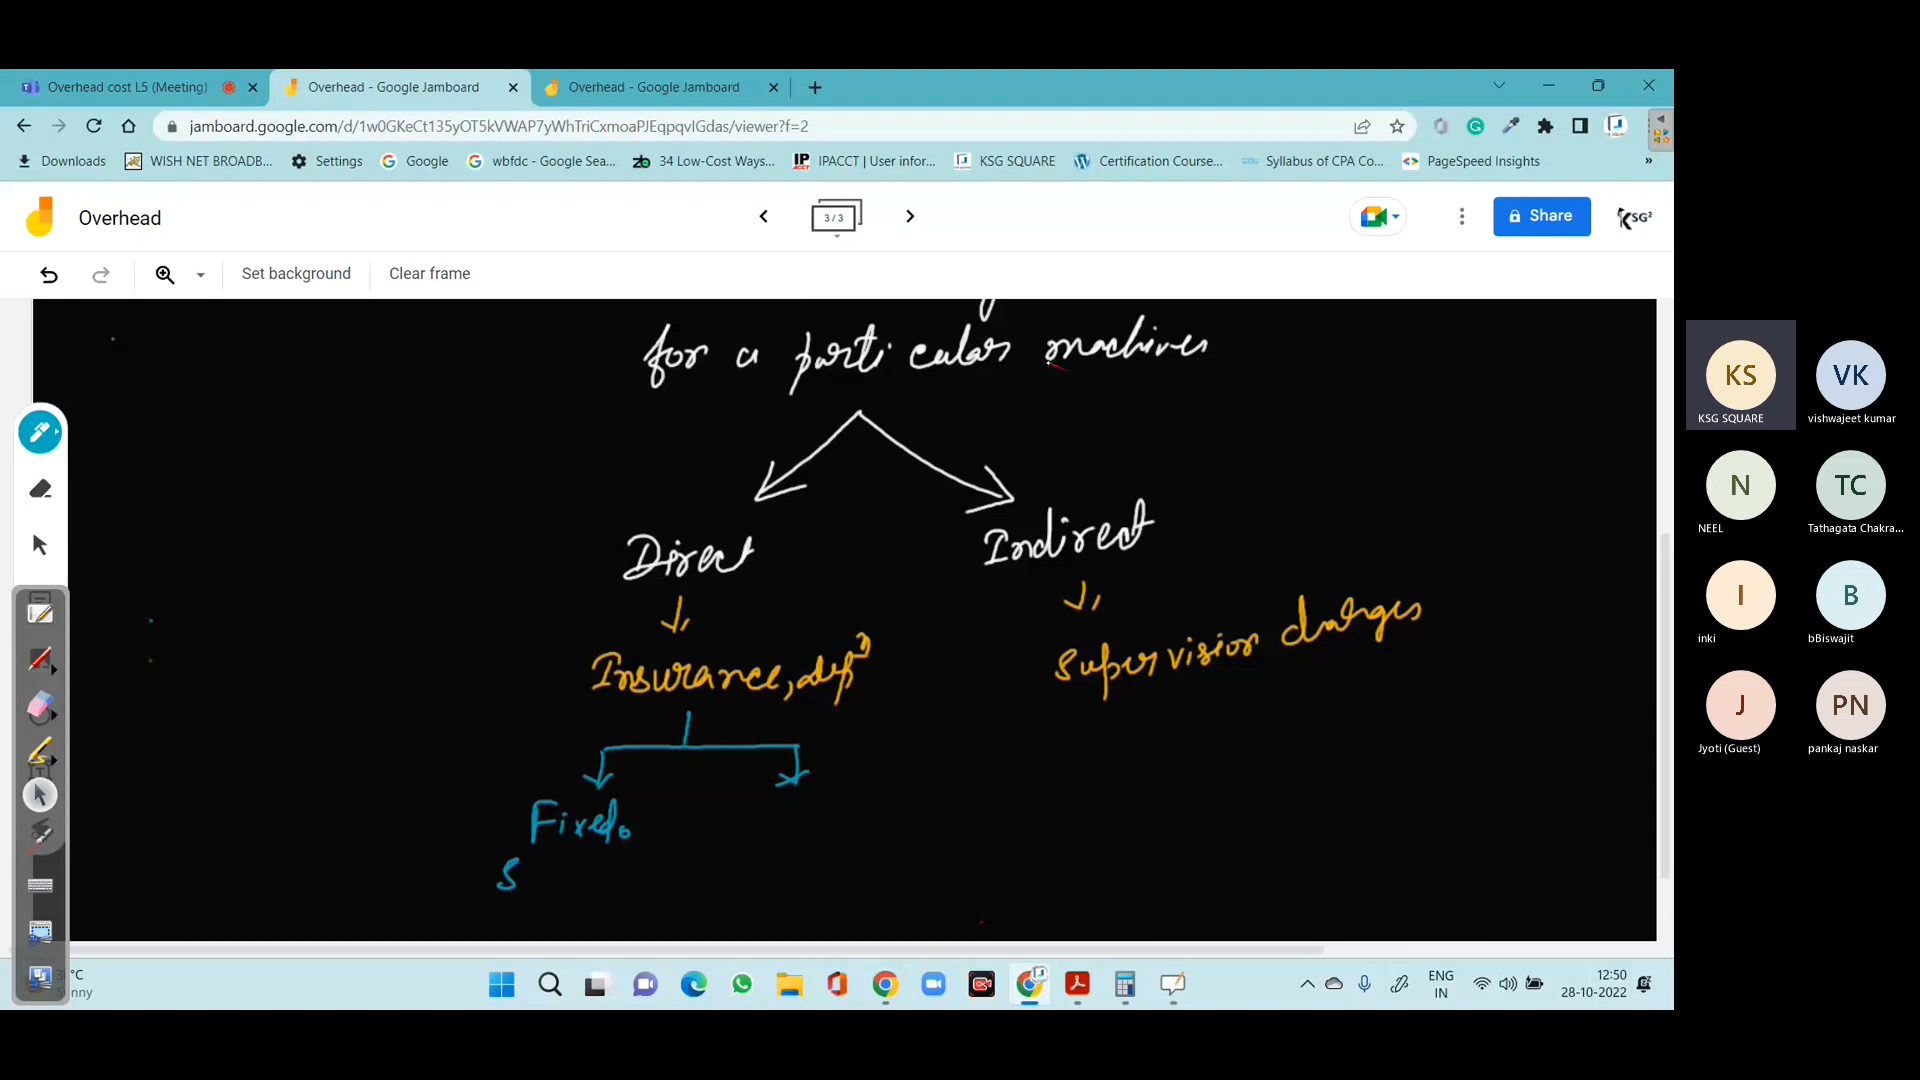 Overhead cost L5 (Meeting)
Overhead - Google Jamboard
Overhead - Google Jamboard
jamboard.google.com/d/1w0GKeCt135yOT5kVWAP7yWhTriCxmoaPJEqpqvIGdas/viewer?f=2
Downloads
WISH NET BROADB...
Settings
Google
wbfdc - Google Sea...
34 Low-Cost Ways...
IPACCT | User infor...
KSG SQUARE
Certification Course...
Syllabus of CPA Co...
PageSpeed Insights
Overhead
3 / 3
Share
KSG²
Set background
Clear frame
for a particular machines
Direct
Indirect
Insurance, depⁿ
Supervision charges
Fixed
S
KS
KSG SQUARE
VK
vishwajeet kumar
N
NEEL
TC
Tathagata Chakra...
I
inki
B
bBiswajit
J
Jyoti (Guest)
PN
pankaj naskar
ENG
IN
12:50
28-10-2022